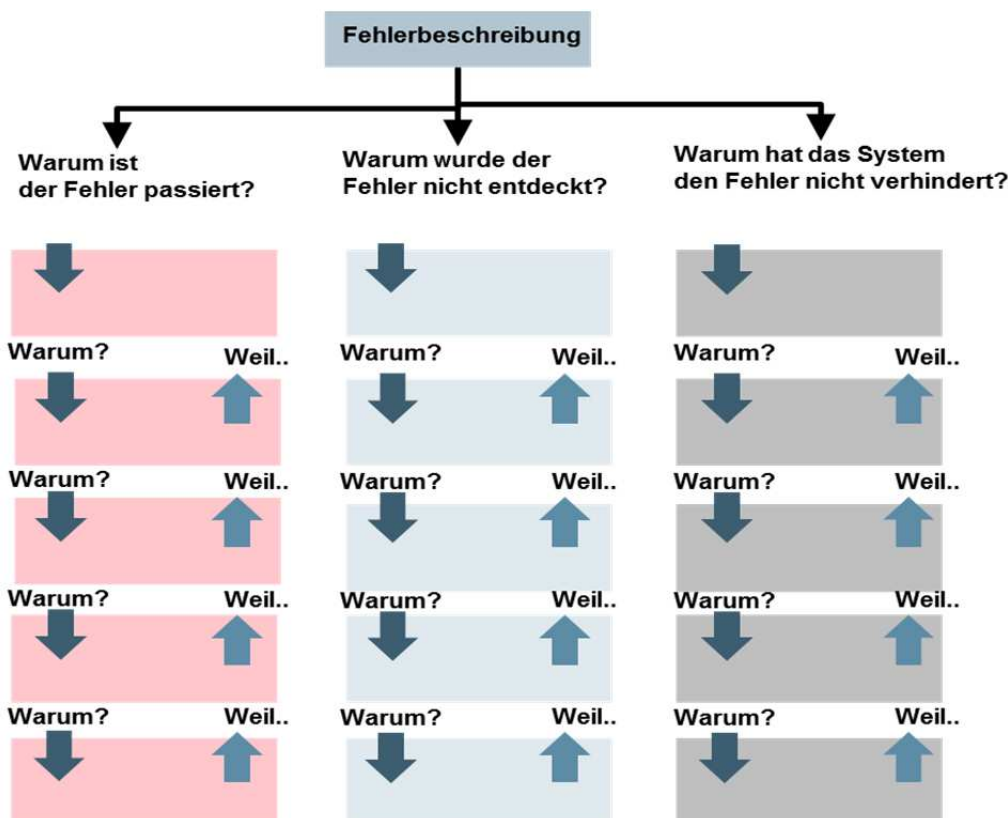 Fehlerbeschreibung
Warum ist
der Fehler passiert?
Warum wurde der
Fehler nicht entdeckt?
Warum hat das System
den Fehler nicht verhindert?
Warum? Weil.. Warum? Weil.. Warum? Weil..
Warum? Weil.. Warum? Weil.. Warum? Weil..
Warum? Weil.. Warum? Weil.. Warum? Weil..
Warum? Weil.. Warum? Weil.. Warum? Weil..